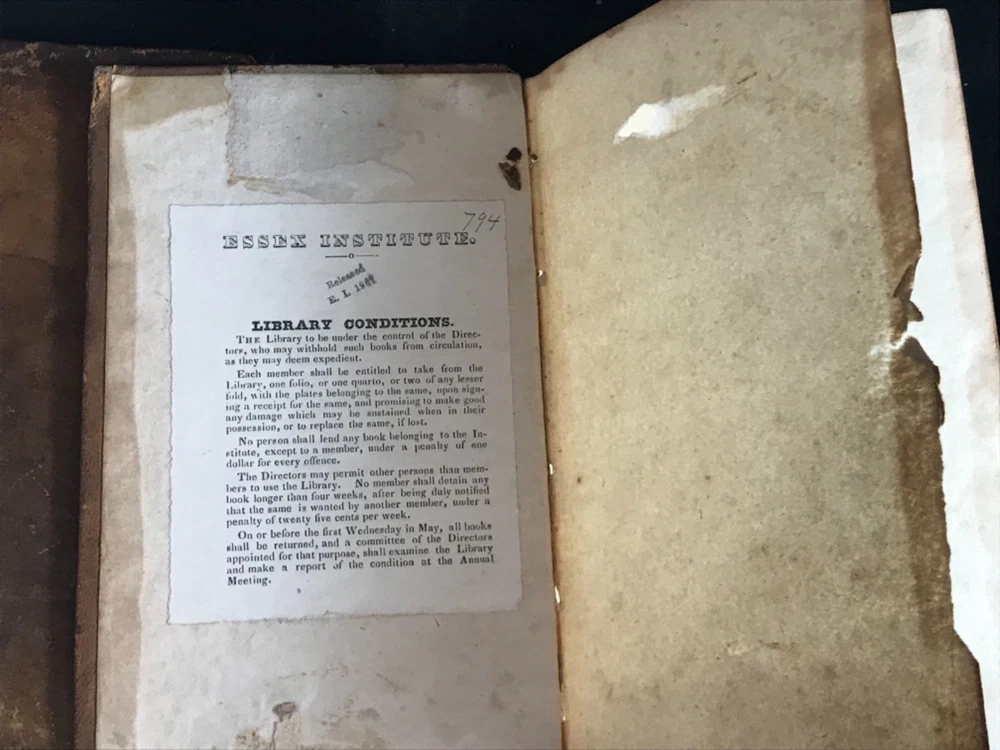 794
ESSEX INSTITUTE.
Released
E. I. 1969
LIBRARY CONDITIONS.
THE Library to be under the control of the Direc-
tors, who may withhold such books from circulation,
as they may deem expedient.
Each member shall be entitled to take from the
Library, one folio, or one quarto, or two of any lesser
fold, with the plates belonging to the same, upon sign-
ing a receipt for the same, and promising to make good
any damage which may be sustained when in their
possession, or to replace the same, if lost.
No person shall lend any book belonging to the In-
stitute, except to a member, under a penalty of one
dollar for every offence.
The Directors may permit other persons than mem-
bers to use the Library. No member shall detain any
book longer than four weeks, after being duly notified
that the same is wanted by another member, under a
penalty of twenty five cents per week.
On or before the first Wednesday in May, all books
shall be returned, and a committee of the Directors
appointed for that purpose, shall examine the Library
and make a report of the condition at the Annual
Meeting.